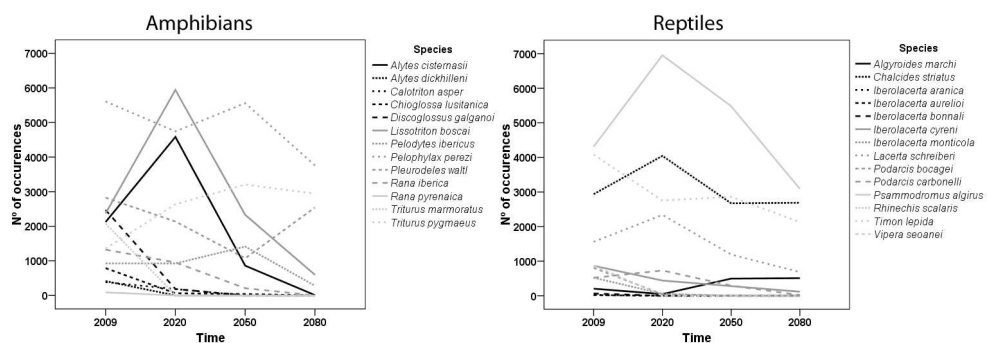 Amphibians
Nº of occurences
7000
6000
5000
4000
3000
2000
1000
0
2009 2020 2050 2080
Time
Species
Alytes cisternasii
Alytes dickhilleni
Calotriton asper
Chioglossa lusitanica
Discoglossus galganoi
Lissotriton boscai
Pelodytes ibericus
Pelophylax perezi
Pleurodeles waltl
Rana iberica
Rana pyrenaica
Triturus marmoratus
Triturus pygmaeus
Reptiles
Nº of occurences
7000
6000
5000
4000
3000
2000
1000
0
2009 2020 2050 2080
Time
Species
Algyroides marchi
Chalcides striatus
Iberolacerta aranica
Iberolacerta aurelioi
Iberolacerta bonnali
Iberolacerta cyreni
Iberolacerta monticola
Lacerta schreiberi
Podarcis bocagei
Podarcis carbonelli
Psammodromus algirus
Rhinechis scalaris
Timon lepida
Vipera seoanei